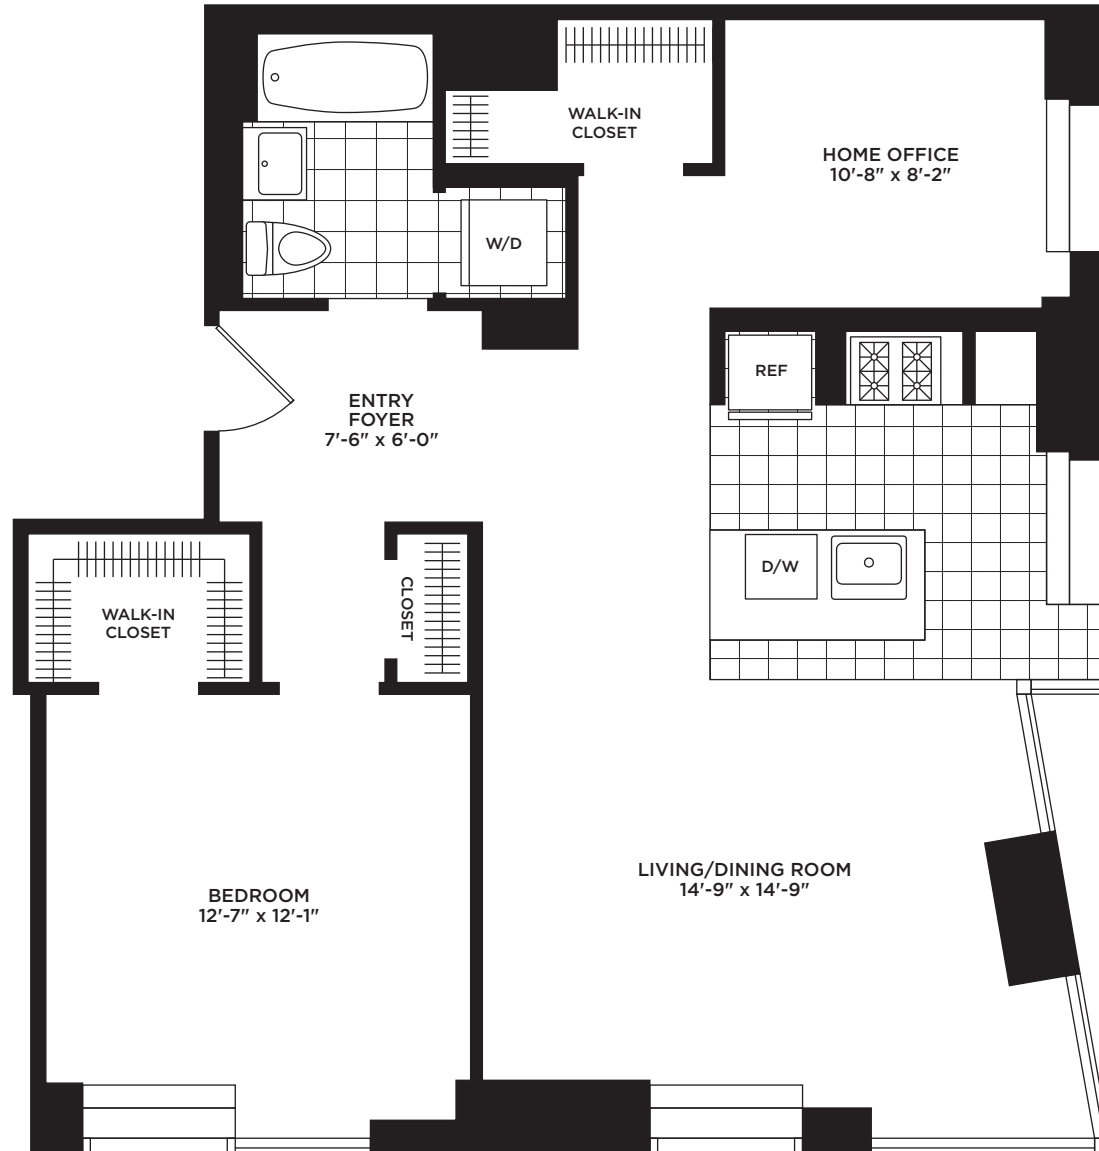 WALK-IN
CLOSET
HOME OFFICE
10'-8" x 8'-2"
W/D
REF
ENTRY
FOYER
7'-6" x 6'-0"
D/W
WALK-IN
CLOSET
CLOSET
LIVING/DINING ROOM
14'-9" x 14'-9"
BEDROOM
12'-7" x 12'-1"